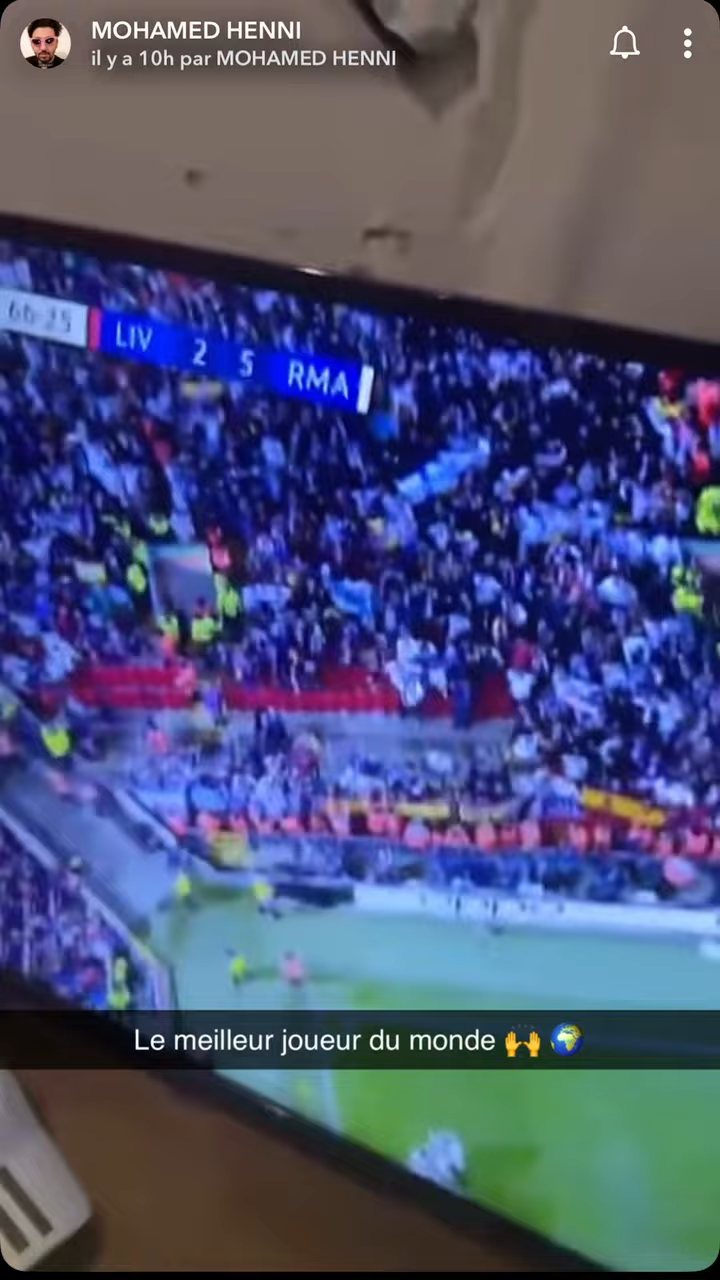 MOHAMED HENNI
il y a 10h par MOHAMED HENNI
LIV 2 5 RMA
Le meilleur joueur du monde 🙌 🌍